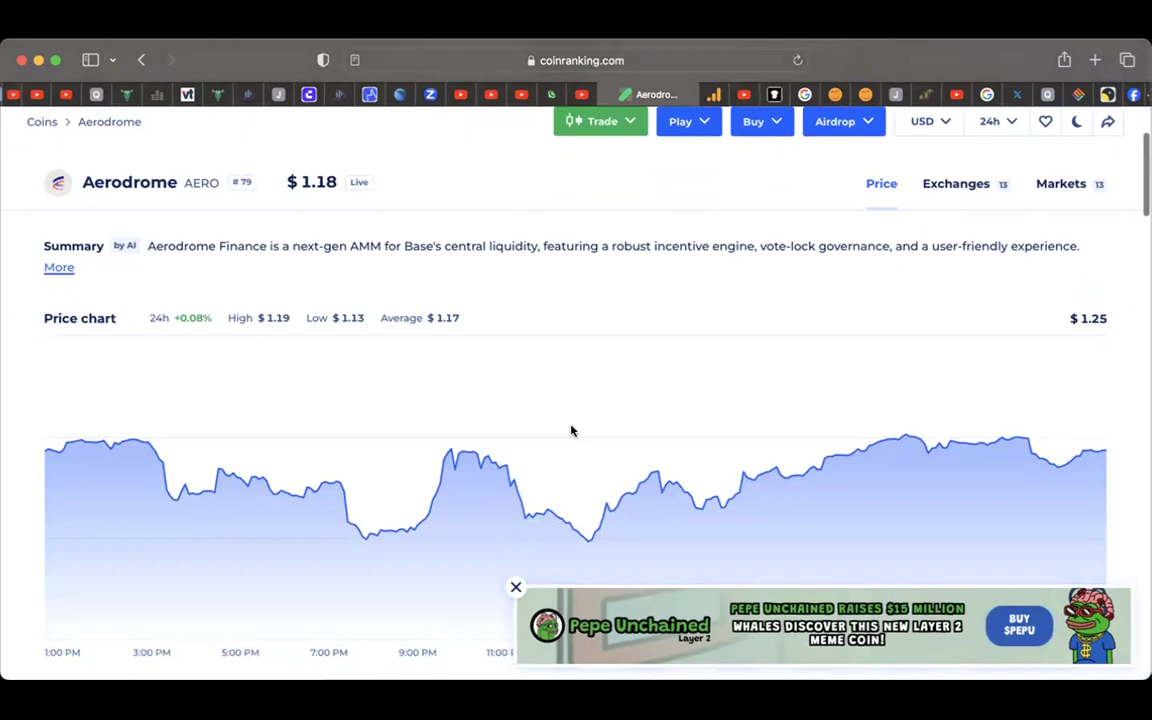 coinranking.com
vt
Aerodro...
Coins > Aerodrome
Trade
Play
Buy
Airdrop
USD
24h
Aerodrome AERO #79 $ 1.18 Live
Price
Exchanges 13
Markets 13
Summary by AI Aerodrome Finance is a next-gen AMM for Base's central liquidity, featuring a robust incentive engine, vote-lock governance, and a user-friendly experience.
More
Price chart 24h +0.08% High $ 1.19 Low $ 1.13 Average $ 1.17
$ 1.25
1:00 PM 3:00 PM 5:00 PM 7:00 PM 9:00 PM 11:00
Pepe Unchained
Layer 2
PEPE UNCHAINED RAISES $15 MILLION
WHALES DISCOVER THIS NEW LAYER 2
MEME COIN!
BUY
$PEPU